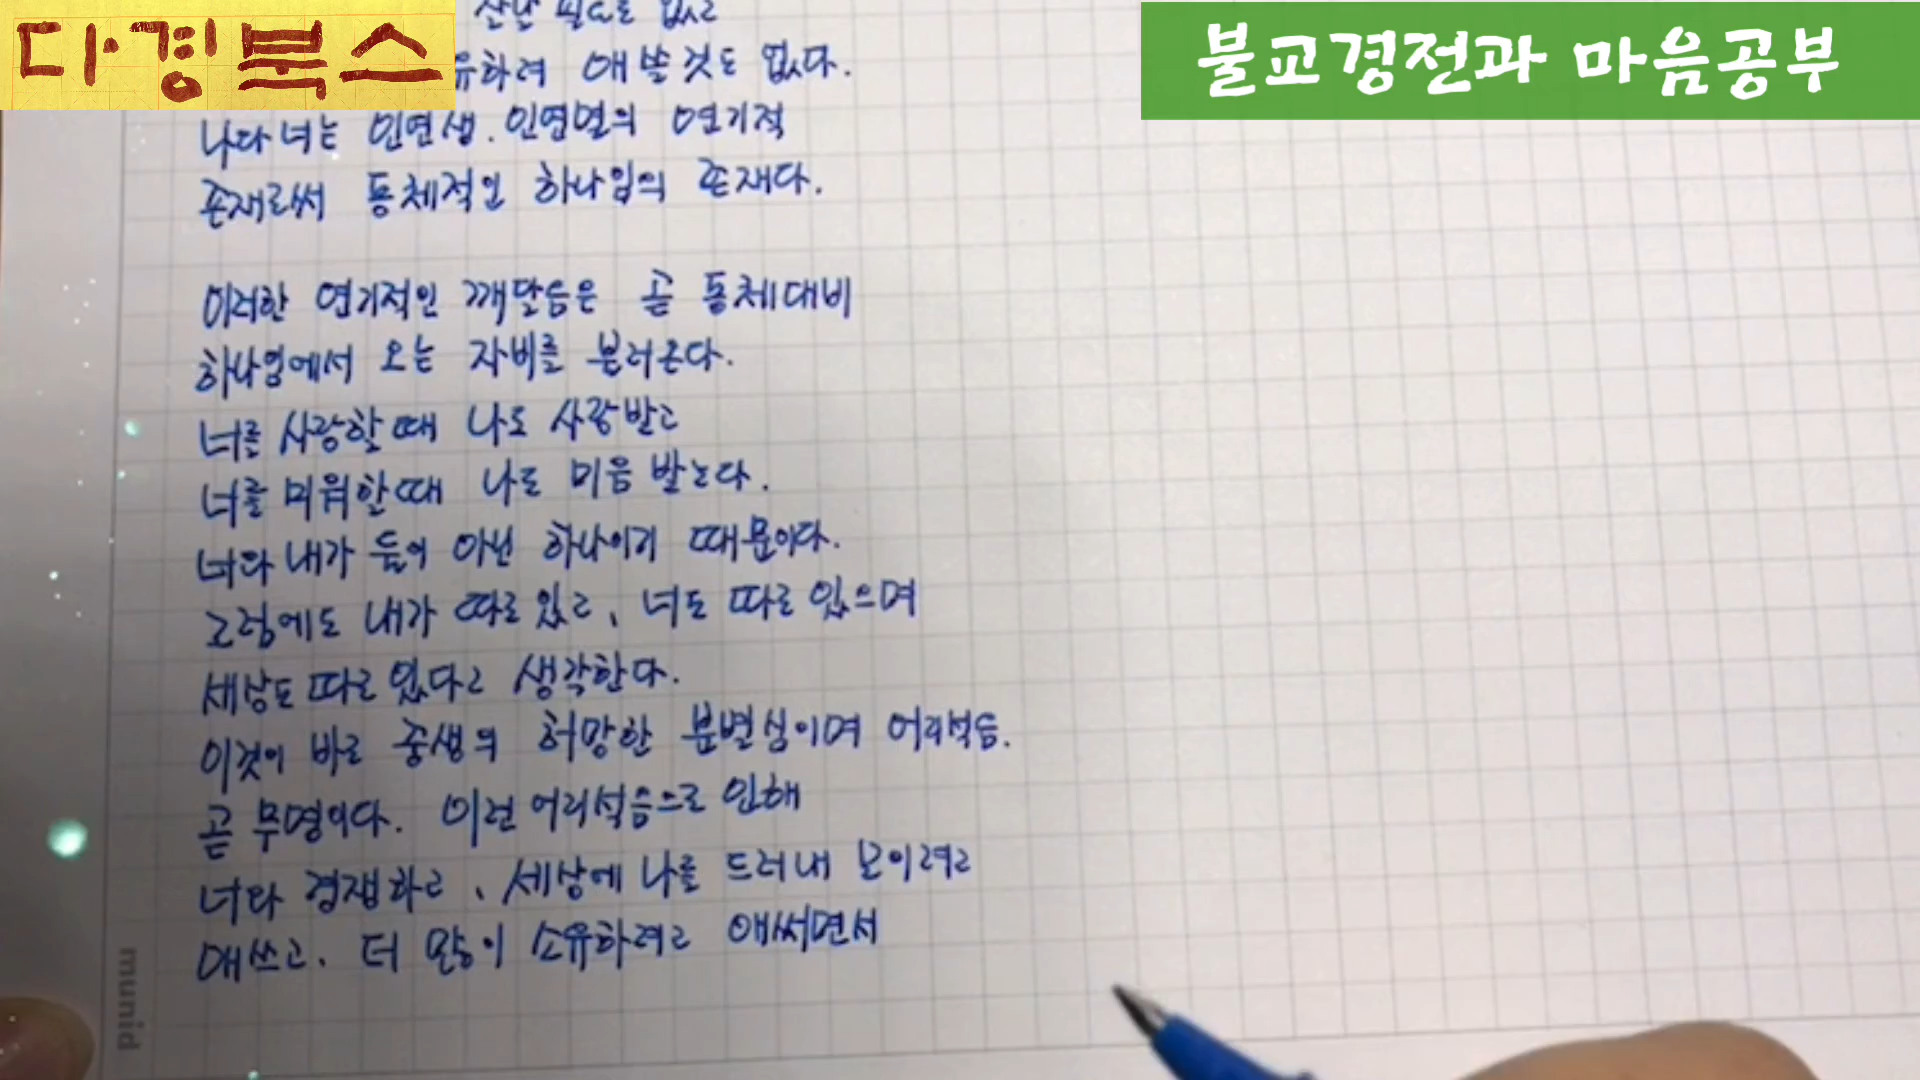 다경북스
불교경전과 마음공부
없고
유하려 애쓸것도 없다.
나와 너는 인연생. 인연멸의 연기적
존재로써 동체적인 하나임의 존재다.
이러한 연기적인 깨달음은 곧 동체대비
하나임에서 오는 자비를 불러온다.
너를 사랑할때 나도 사랑받고
너를 미워할때 나도 미움 받는다.
너와 내가 둘이 아닌 하나이기 때문이다.
그럼에도 내가 따로있고, 너도 따로있으며
세상도 따로 있다고 생각한다.
이것이 바로 중생의 허망한 분별심이며 어리석음.
곧 무명이다. 이런 어리석음으로 인해
너와 경쟁하고, 세상에 나를 드러내 보이려고
애쓰고. 더 많이 소유하려고 애써면서
munid